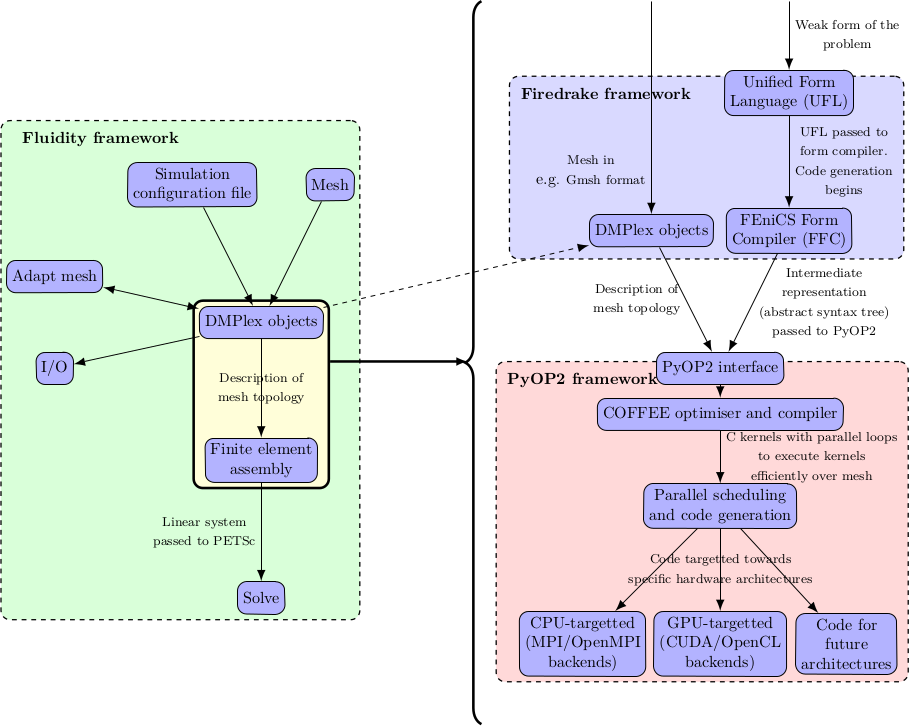 Fluidity framework
Simulation
configuration file
Mesh
Adapt mesh
DMPlex objects
I/O
Description of
mesh topology
Finite element
assembly
Linear system
passed to PETSc
Solve
Weak form of the
problem
Firedrake framework
Unified Form
Language (UFL)
UFL passed to
form compiler.
Code generation
begins
Mesh in
e.g. Gmsh format
DMPlex objects
FEniCS Form
Compiler (FFC)
Description of
mesh topology
Intermediate
representation
(abstract syntax tree)
passed to PyOP2
PyOP2 framework
PyOP2 interface
COFFEE optimiser and compiler
C kernels with parallel loops
to execute kernels
efficiently over mesh
Parallel scheduling
and code generation
Code targetted towards
specific hardware architectures
CPU-targetted
(MPI/OpenMPI
backends)
GPU-targetted
(CUDA/OpenCL
backends)
Code for
future
architectures